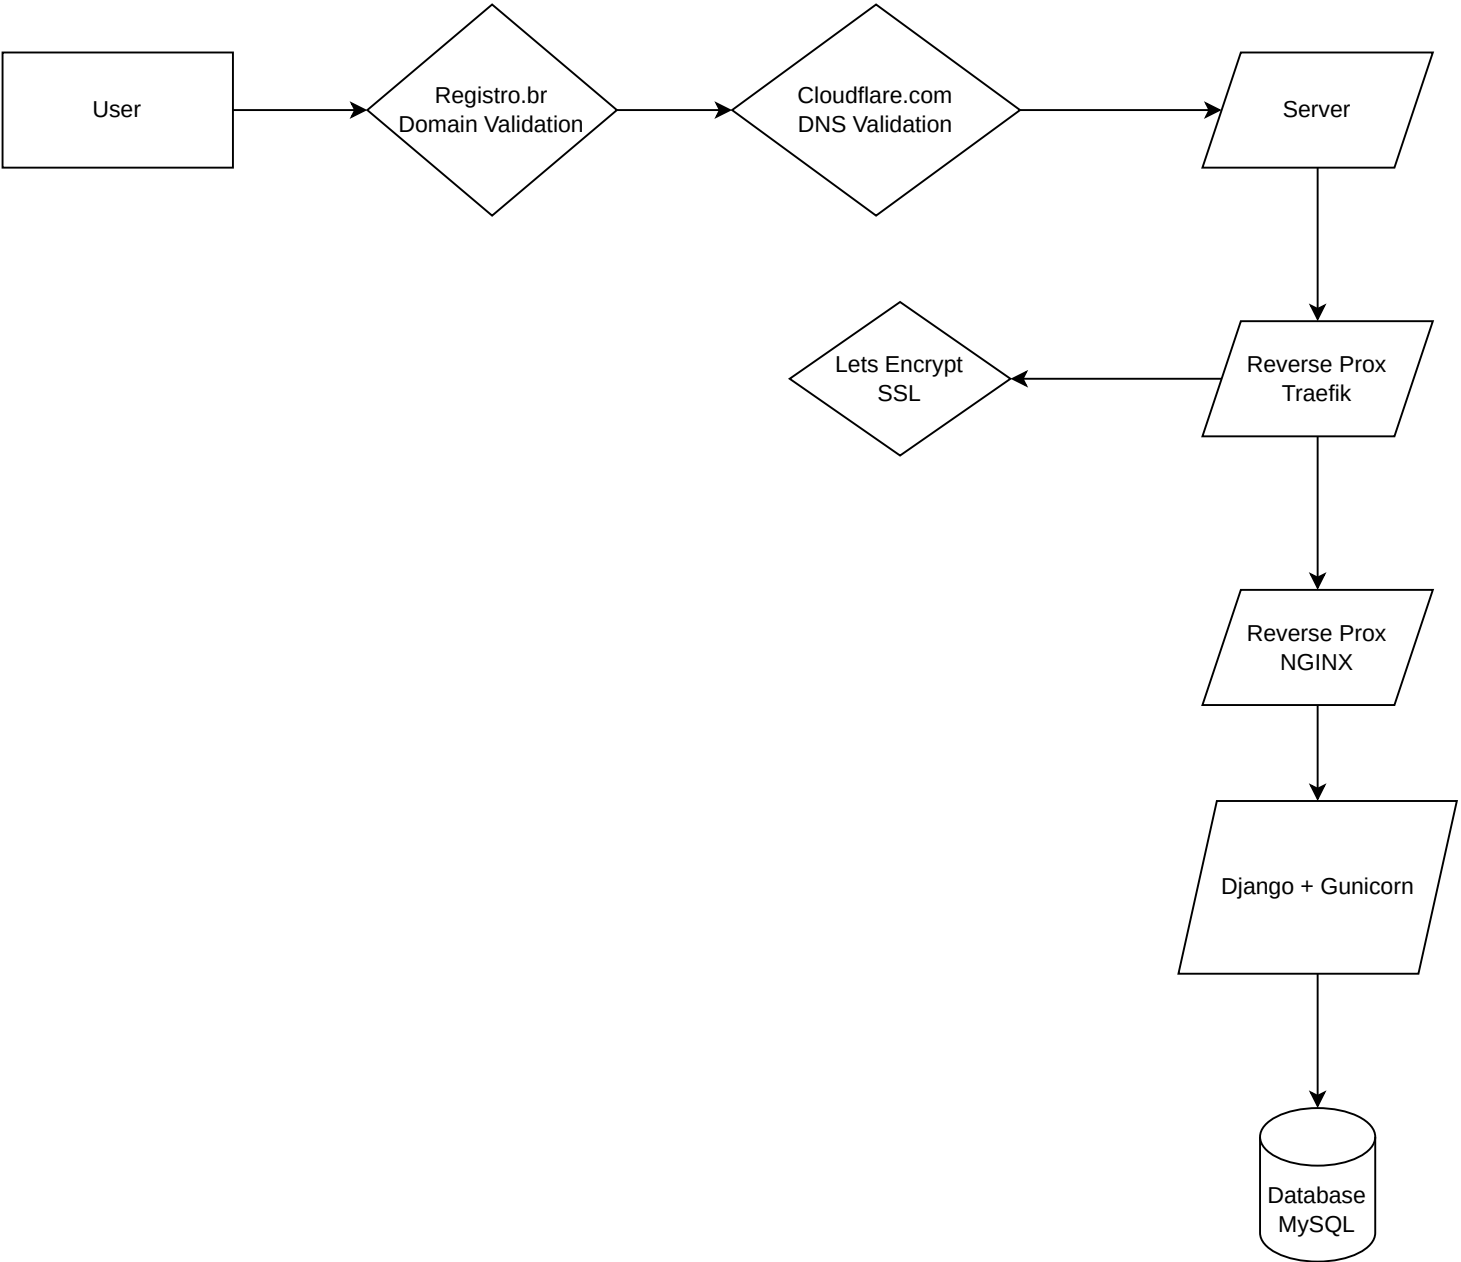 User
Registro.br
Domain Validation
Cloudflare.com
DNS Validation
Server
Lets Encrypt
SSL
Reverse Prox
Traefik
Reverse Prox
NGINX
Django + Gunicorn
Database
MySQL